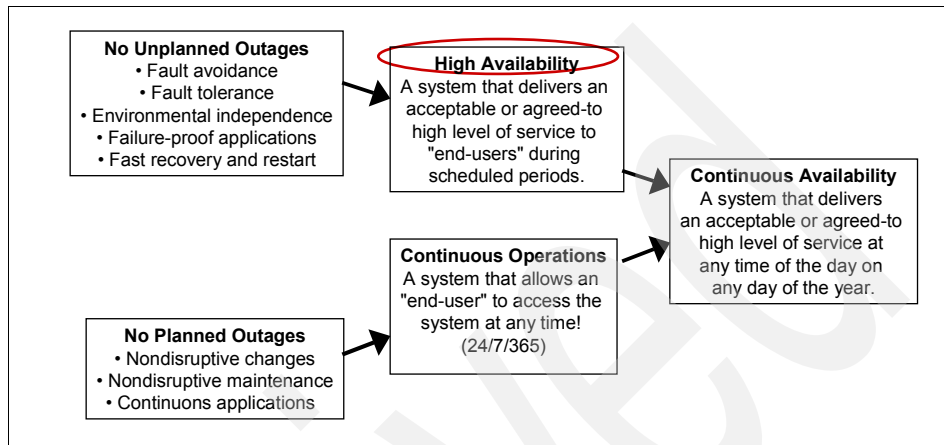 No Unplanned Outages
• Fault avoidance
• Fault tolerance
• Environmental independence
• Failure-proof applications
• Fast recovery and restart
High Availability
A system that delivers an
acceptable or agreed-to
high level of service to
"end-users" during
scheduled periods.
Continuous Availability
A system that delivers
an acceptable or agreed-to
high level of service at
any time of the day on
any day of the year.
Continuous Operations
A system that allows an
"end-user" to access the
system at any time!
(24/7/365)
No Planned Outages
• Nondisruptive changes
• Nondisruptive maintenance
• Continuons applications